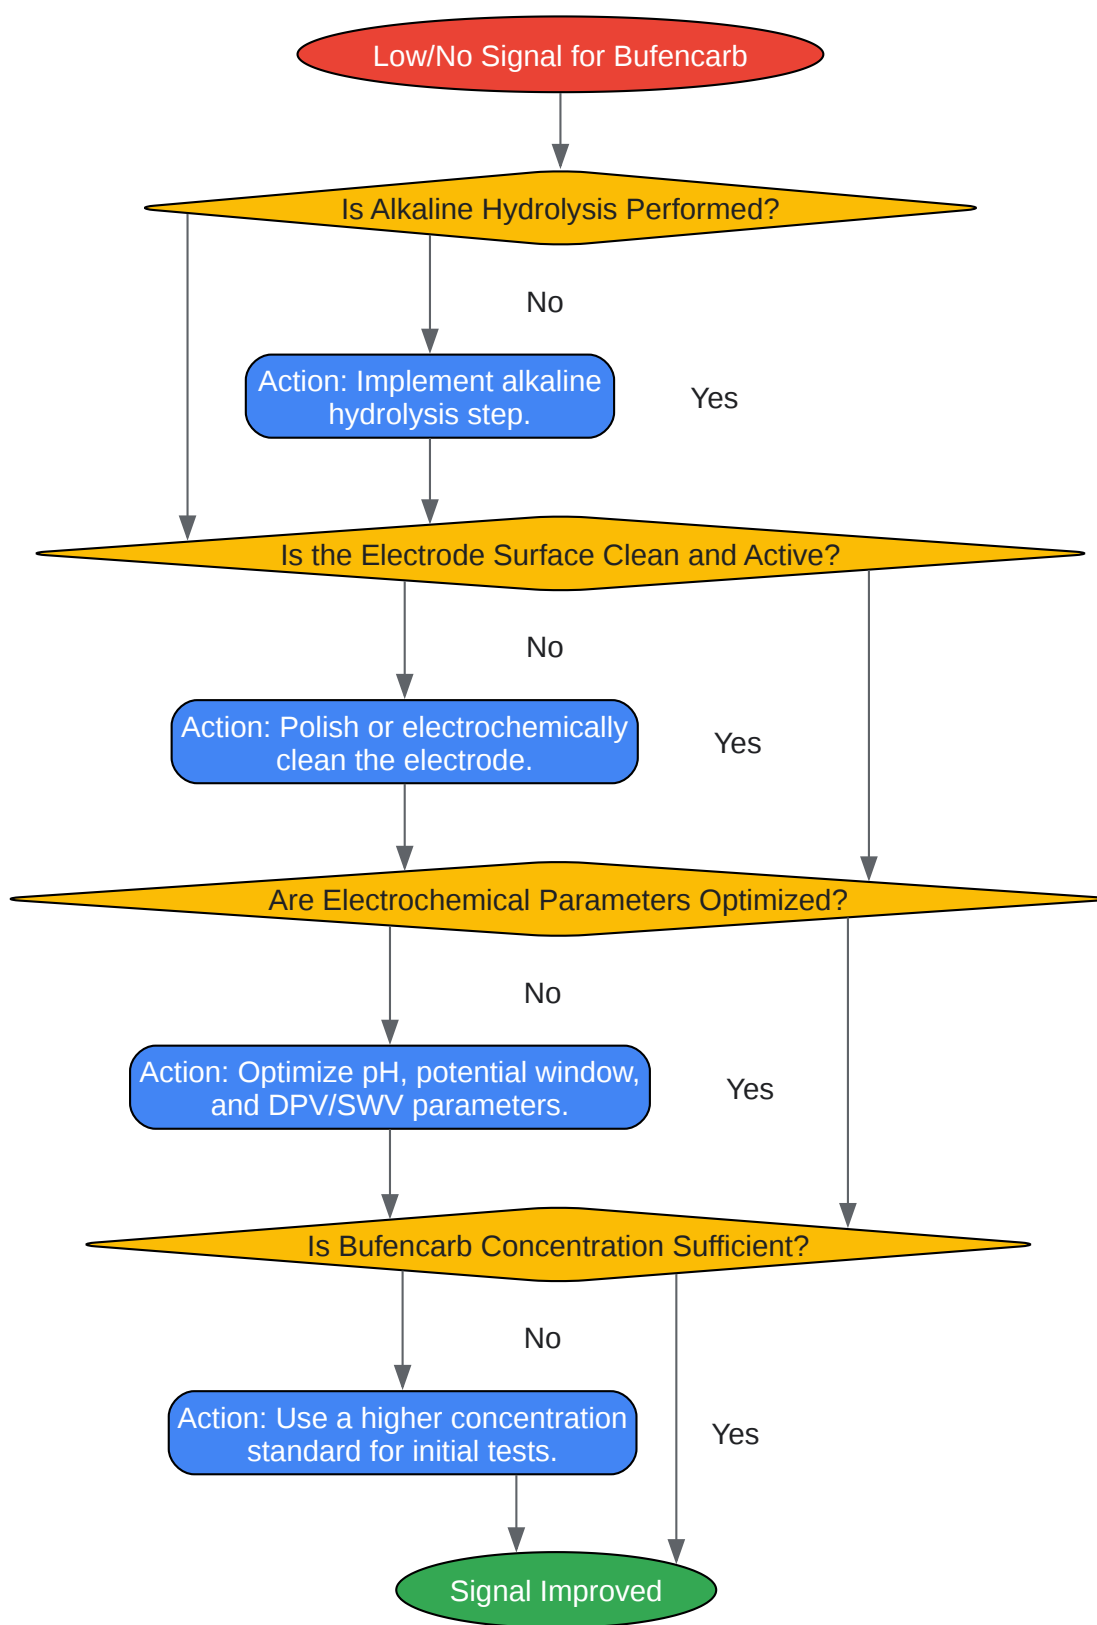 Low/No Signal for Bufencarb
Is Alkaline Hydrolysis Performed?
No
Action: Implement alkaline
hydrolysis step.
Yes
Is the Electrode Surface Clean and Active?
No
Action: Polish or electrochemically
clean the electrode.
Yes
Are Electrochemical Parameters Optimized?
No
Action: Optimize pH, potential window,
and DPV/SWV parameters.
Yes
Is Bufencarb Concentration Sufficient?
No
Action: Use a higher concentration
standard for initial tests.
Yes
Signal Improved